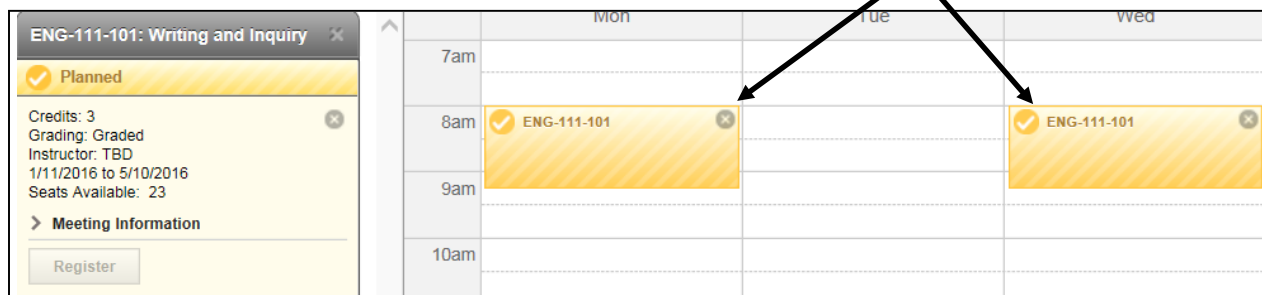 ENG-111-101: Writing and Inquiry
Planned
Credits: 3
Grading: Graded
Instructor: TBD
1/11/2016 to 5/10/2016
Seats Available: 23
Meeting Information
Register
Mon Tue Wed
7am
8am ENG-111-101 ENG-111-101
9am
10am